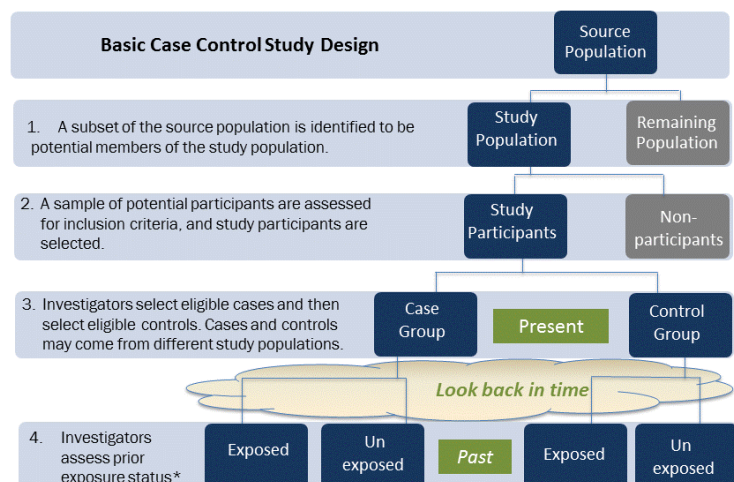 Basic Case Control Study Design
Source
Population
1. A subset of the source population is identified to be
potential members of the study population.
Study
Population
Remaining
Population
2. A sample of potential participants are assessed
for inclusion criteria, and study participants are
selected.
Study
Participants
Non-
participants
3. Investigators select eligible cases and then
select eligible controls. Cases and controls
may come from different study populations.
Case
Group
Present
Control
Group
Look back in time
4. Investigators
assess prior
exposure status*
Exposed
Un
exposed
Past
Exposed
Un
exposed